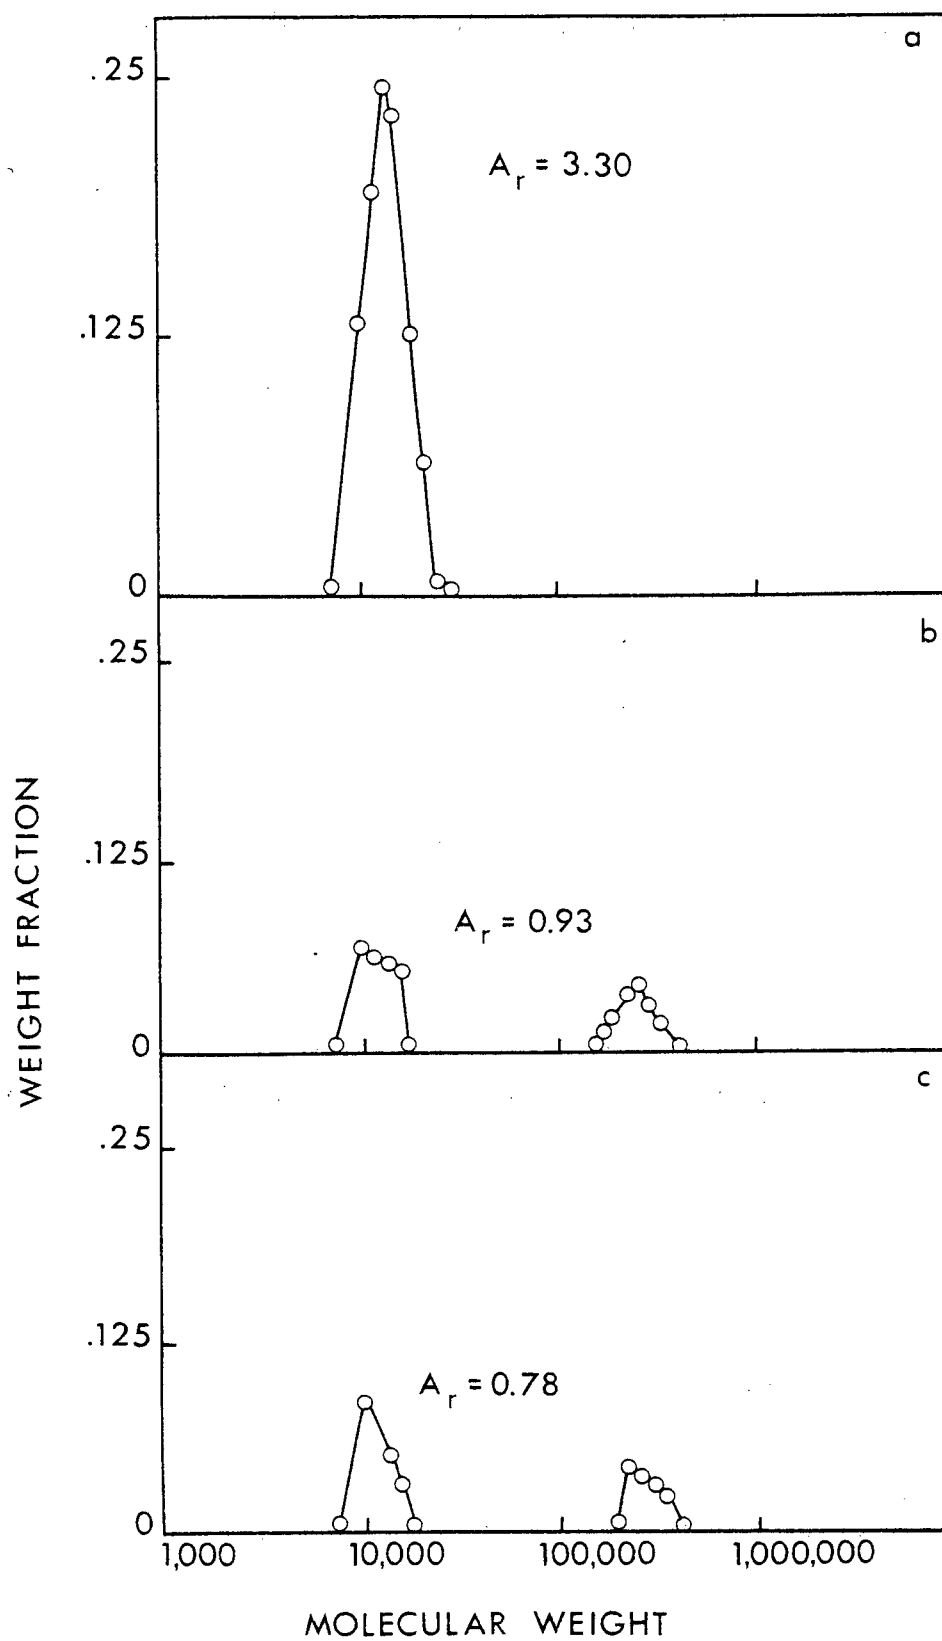 a
.25
A_r = 3.30
.125
0
b
.25
.125
A_r = 0.93
0
c
.25
.125
A_r = 0.78
0
1,000 10,000 100,000 1,000,000
WEIGHT FRACTION
MOLECULAR WEIGHT